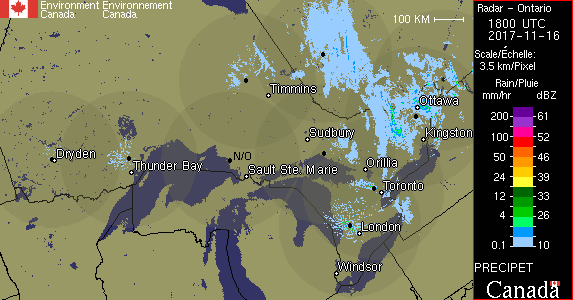 Environment Environnement
Canada Canada
100 KM
Timmins
Ottawa
Sudbury
Kingston
Dryden
Thunder Bay
N/O
Sault Ste. Marie
Orillia
Toronto
London
Windsor
Radar - Ontario
1800 UTC
2017-11-16
Scale/Échelle:
3.5 km/Pixel
Rain/Pluie
mm/hr dBZ
200 61
100 52
50 46
24 39
12 33
4 26
0.1 10
PRECIPET
Canada